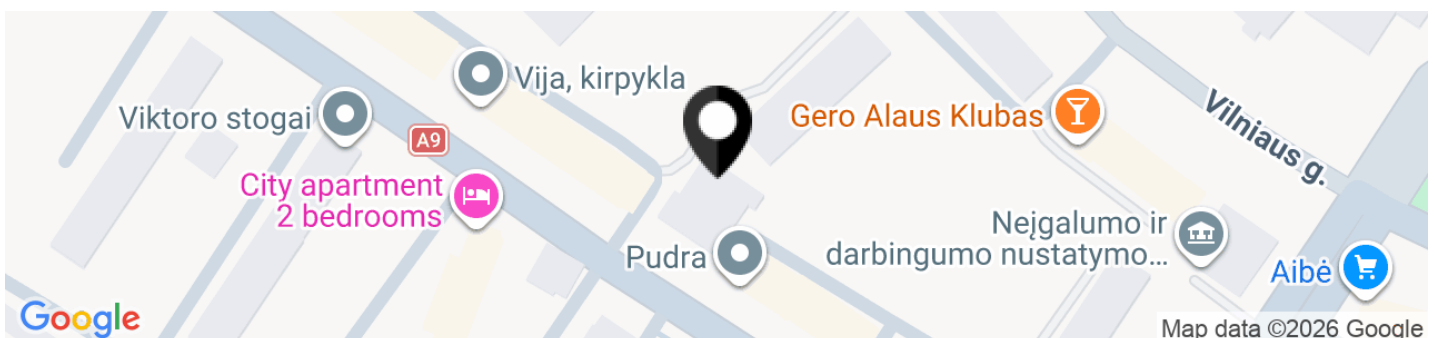 Vija, kirpykla
Viktoro stogai
A9
Gero Alaus Klubas
Vilniaus g.
City apartment
2 bedrooms
Neįgalumo ir
darbingumo nustatymo...
Pudra
Aibė
Google
Map data ©2026 Google